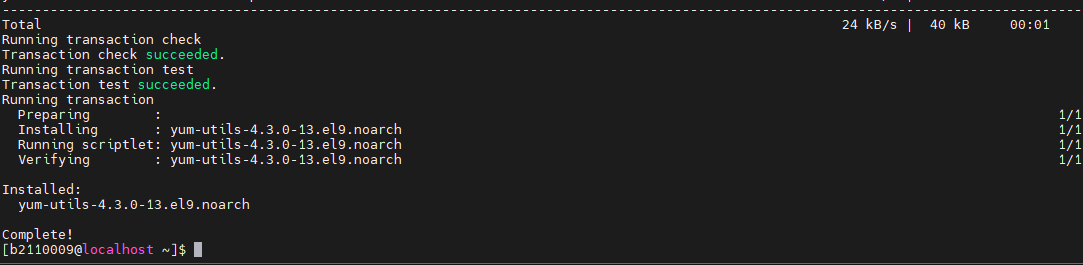 Total 24 kB/s | 40 kB 00:01
Running transaction check
Transaction check succeeded.
Running transaction test
Transaction test succeeded.
Running transaction
Preparing : 1/1
Installing : yum-utils-4.3.0-13.el9.noarch 1/1
Running scriptlet: yum-utils-4.3.0-13.el9.noarch 1/1
Verifying : yum-utils-4.3.0-13.el9.noarch 1/1
Installed:
yum-utils-4.3.0-13.el9.noarch
Complete!
[b2110009@localhost ~]$